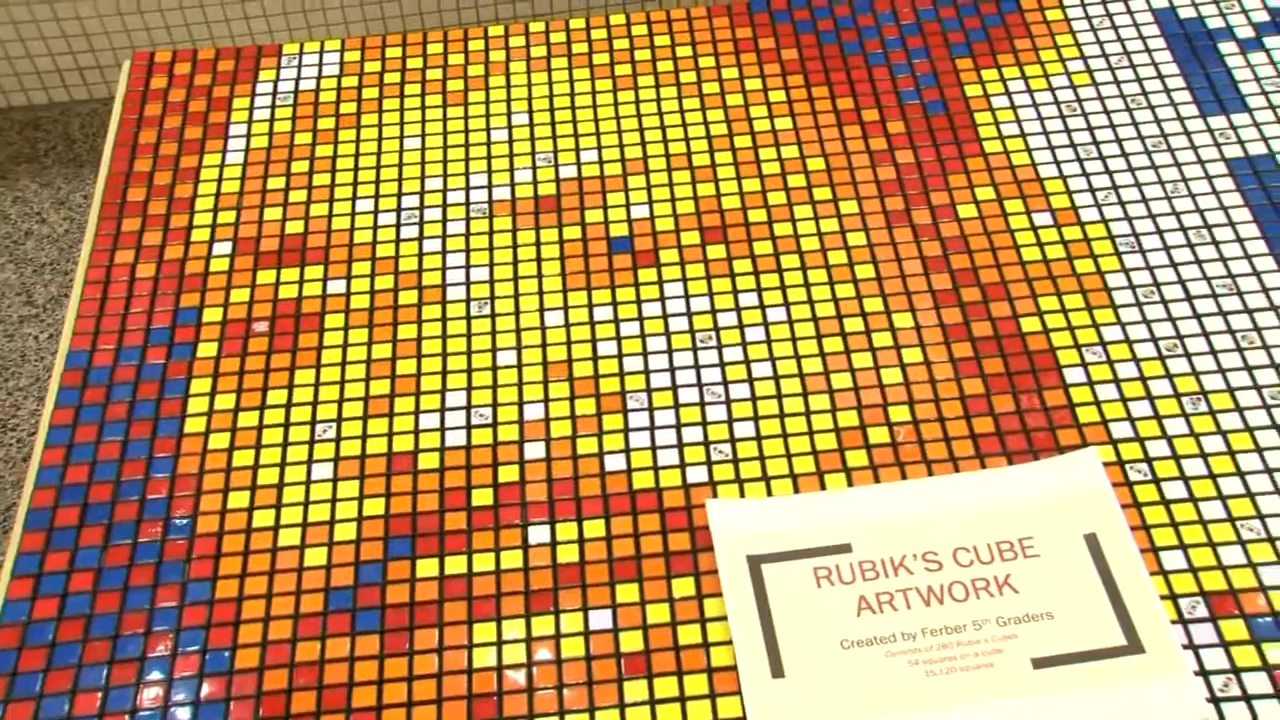 RUBIK'S CUBE
ARTWORK
Created by Ferber 5th Graders
Consists of 280 Rubik's Cubes
54 squares on a cube
15,120 squares